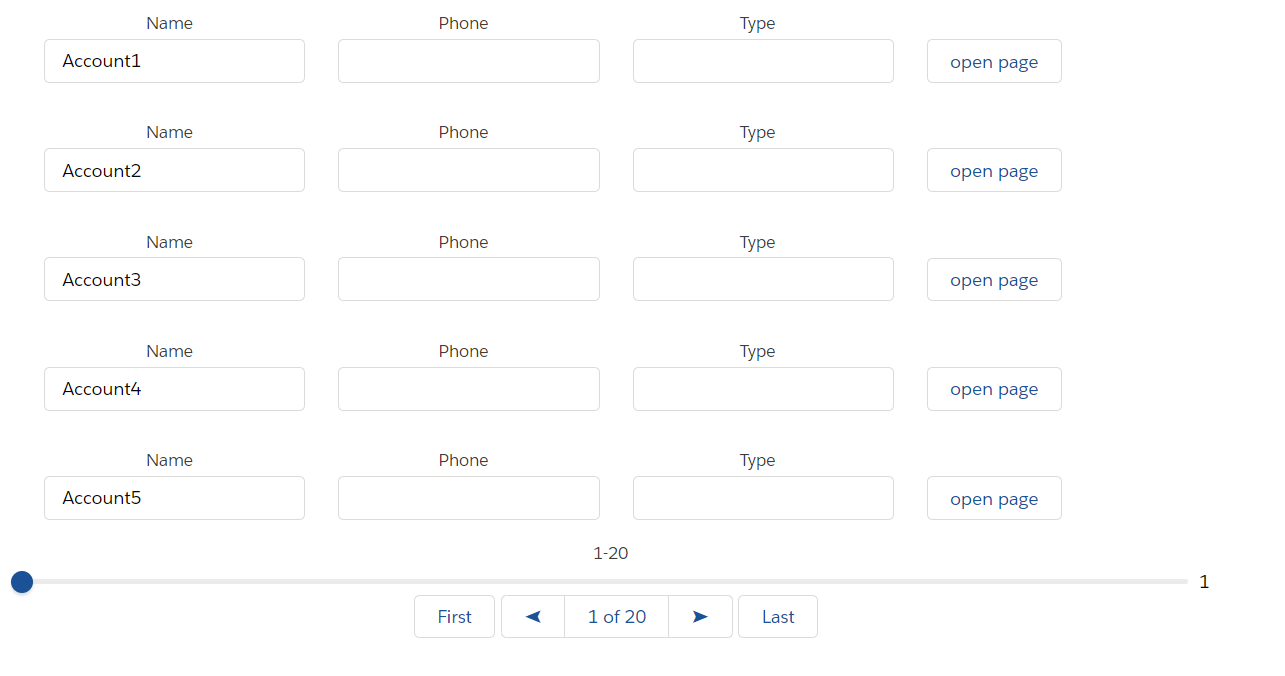 Name Phone Type
Account1 open page
Name Phone Type
Account2 open page
Name Phone Type
Account3 open page
Name Phone Type
Account4 open page
Name Phone Type
Account5 open page
1-20
1
First ◄ 1 of 20 ➤ Last